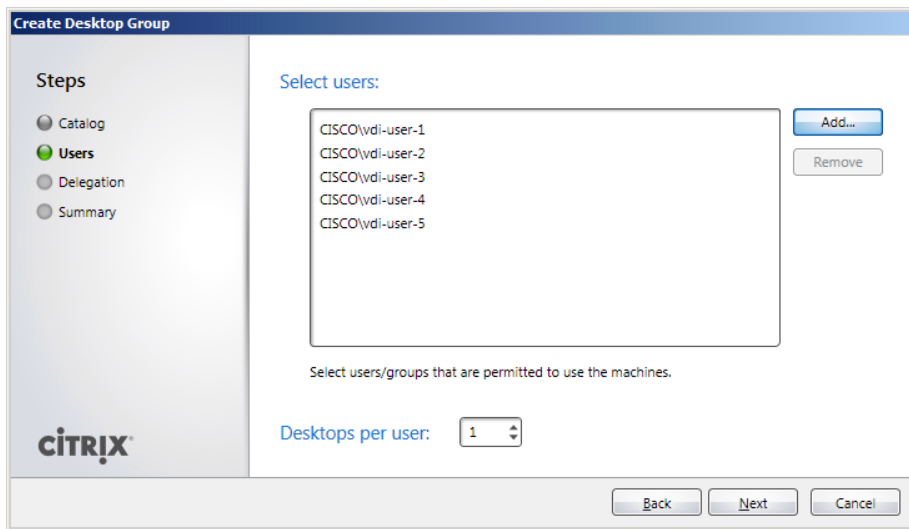 Create Desktop Group
Steps
Catalog
Users
Delegation
Summary
CITRIX
Select users:
CISCO\vdi-user-1
CISCO\vdi-user-2
CISCO\vdi-user-3
CISCO\vdi-user-4
CISCO\vdi-user-5
Add...
Remove
Select users/groups that are permitted to use the machines.
Desktops per user: 1
Back Next Cancel